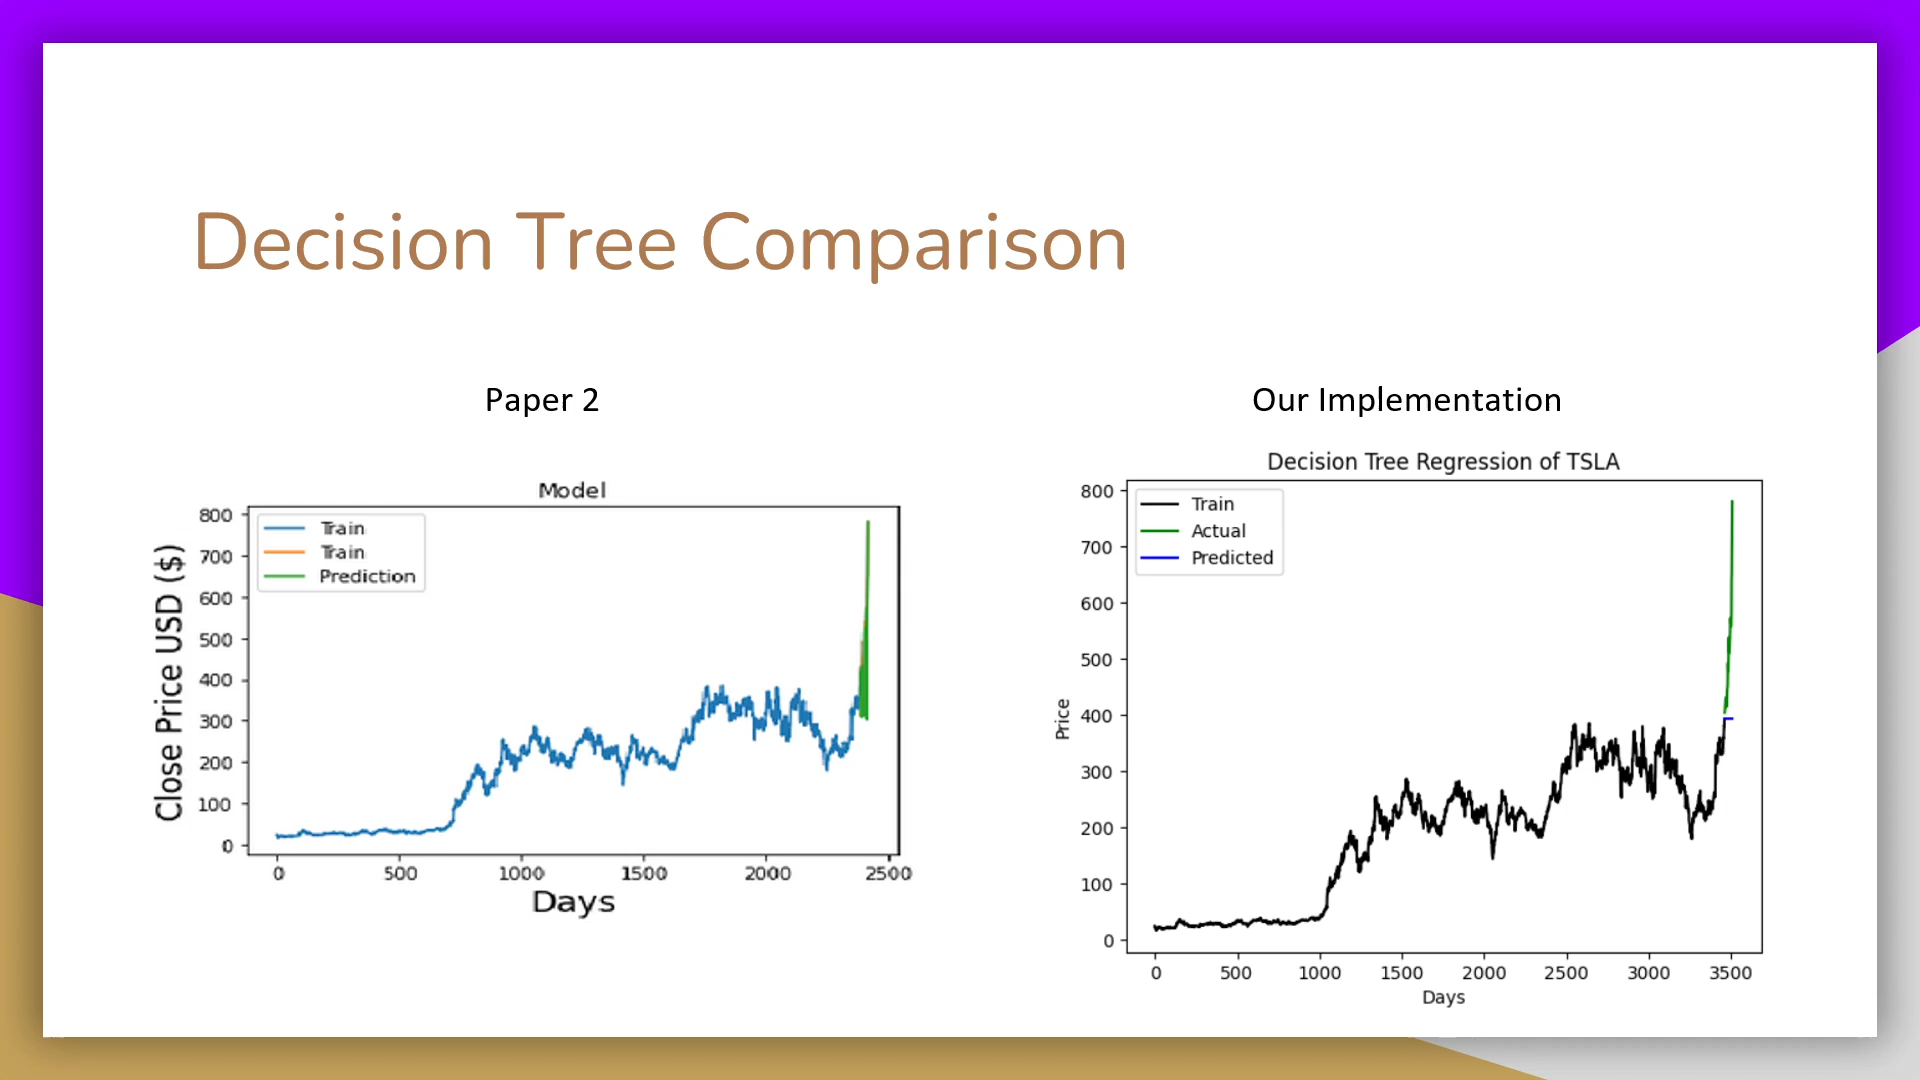 Decision Tree Comparison
Paper 2
Model
Train
Train
Prediction
Close Price USD ($)
800
700
600
500
400
300
200
100
0
0 500 1000 1500 2000 2500
Days
Our Implementation
Decision Tree Regression of TSLA
Train
Actual
Predicted
Price
800
700
600
500
400
300
200
100
0
0 500 1000 1500 2000 2500 3000 3500
Days